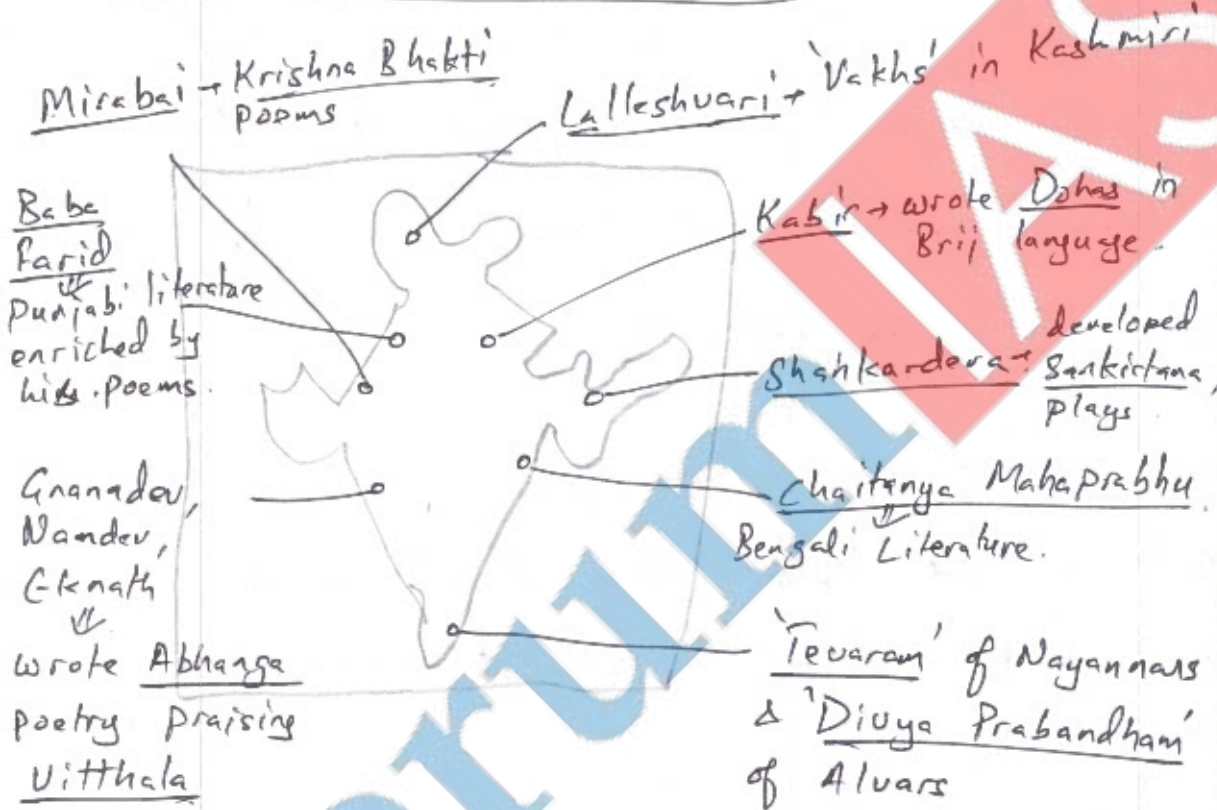 Mirabai → Krishna Bhakti
poems
Lalleshvari → 'Vakhs' in Kashmiri
Baba
Farid
⇓
Punjabi literature
enriched by
his poems.
Kabir → wrote Dohas in
Brij language.
Shankardeva → developed
Sankirtana,
plays.
Gnanadev,
Namdev,
Eknath
⇓
wrote Abhanga
poetry praising
Vitthala
Chaitanya Mahaprabhu.
⇓
Bengali Literature.
'Tevaram' of Nayannars
& 'Divya Prabandham'
of Alvars
rum IAS